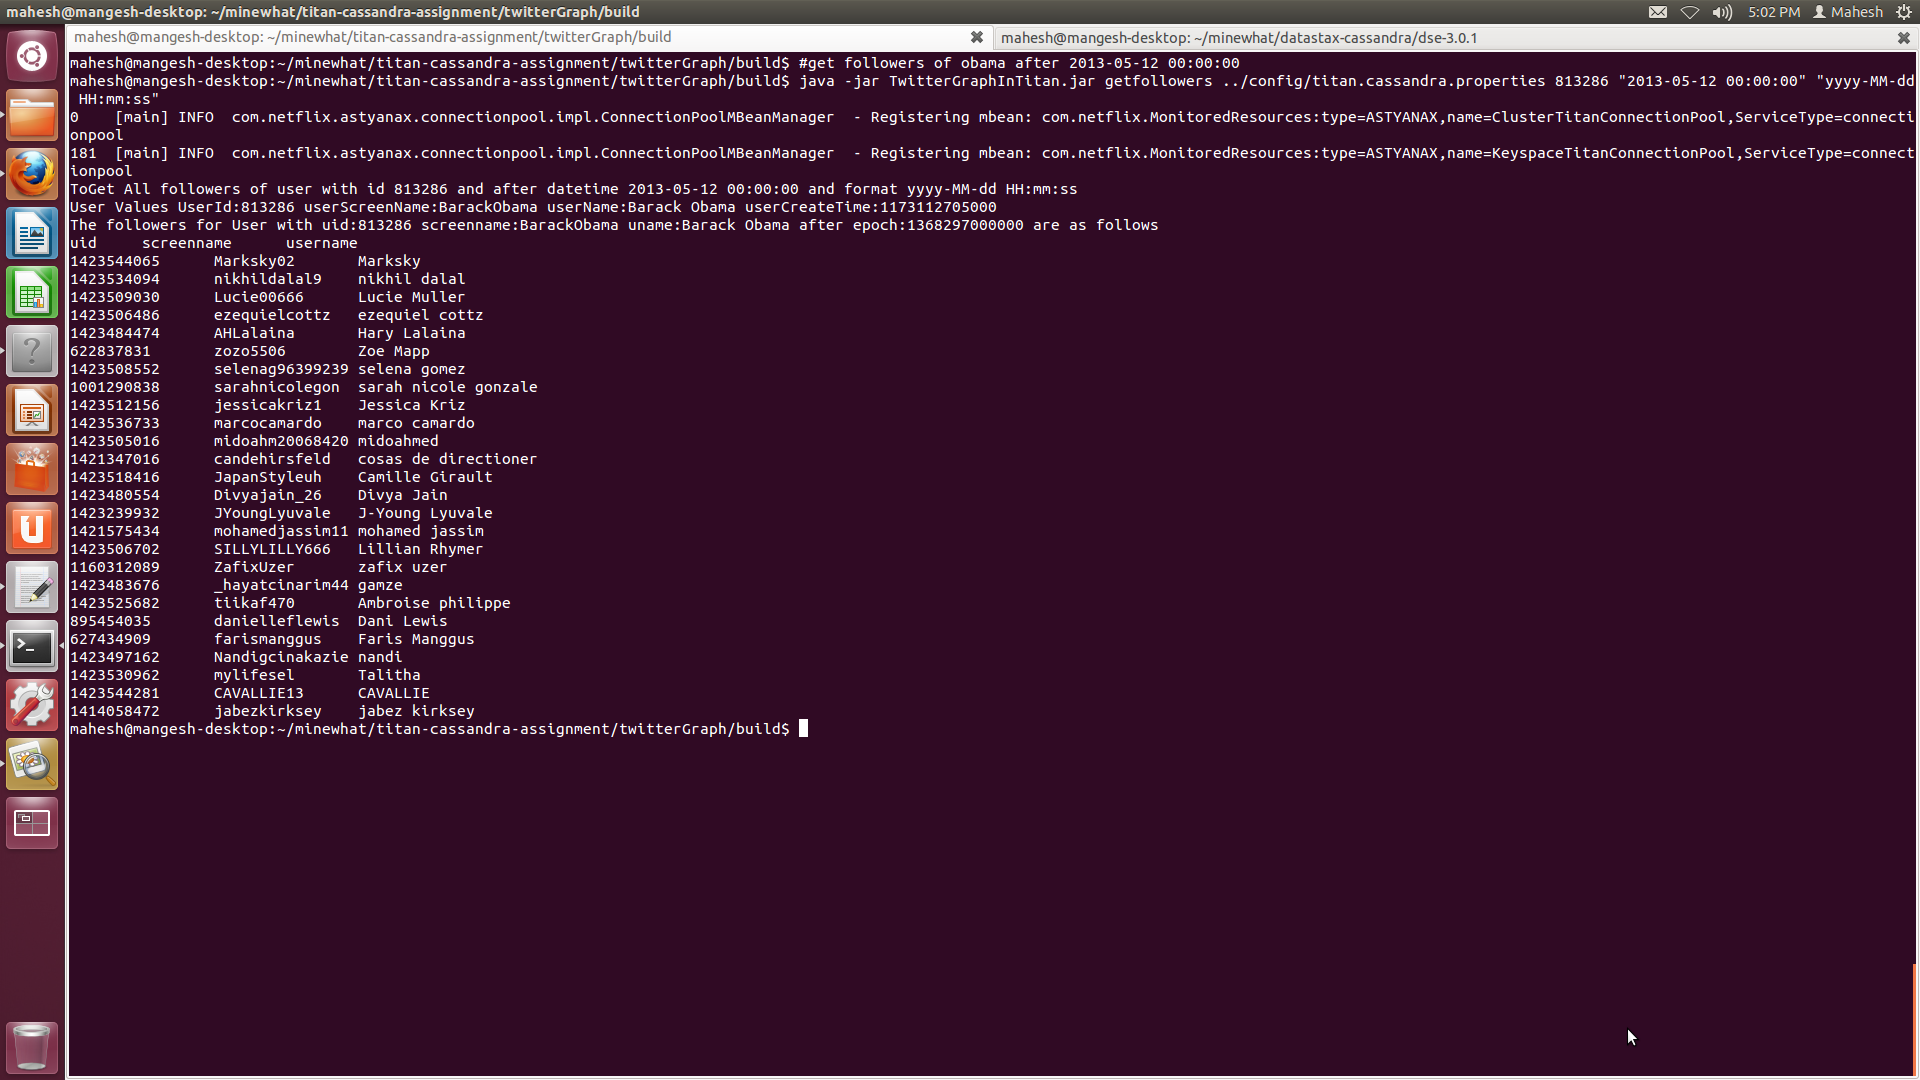 mahesh@mangesh-desktop: ~/minewhat/titan-cassandra-assignment/twitterGraph/build
5:02 PM
Mahesh
mahesh@mangesh-desktop: ~/minewhat/titan-cassandra-assignment/twitterGraph/build
mahesh@mangesh-desktop: ~/minewhat/datastax-cassandra/dse-3.0.1
mahesh@mangesh-desktop:~/minewhat/titan-cassandra-assignment/twitterGraph/build$ #get followers of obama after 2013-05-12 00:00:00
mahesh@mangesh-desktop:~/minewhat/titan-cassandra-assignment/twitterGraph/build$ java -jar TwitterGraphInTitan.jar getfollowers ../config/titan.cassandra.properties 813286 "2013-05-12 00:00:00" "yyyy-MM-dd
 HH:mm:ss"
0    [main] INFO  com.netflix.astyanax.connectionpool.impl.ConnectionPoolMBeanManager  - Registering mbean: com.netflix.MonitoredResources:type=ASTYANAX,name=ClusterTitanConnectionPool,ServiceType=connecti
onpool
181  [main] INFO  com.netflix.astyanax.connectionpool.impl.ConnectionPoolMBeanManager  - Registering mbean: com.netflix.MonitoredResources:type=ASTYANAX,name=KeyspaceTitanConnectionPool,ServiceType=connect
ionpool
ToGet All followers of user with id 813286 and after datetime 2013-05-12 00:00:00 and format yyyy-MM-dd HH:mm:ss
User Values UserId:813286 userScreenName:BarackObama userName:Barack Obama userCreateTime:1173112705000
The followers for User with uid:813286 screenname:BarackObama uname:Barack Obama after epoch:1368297000000 are as follows
uid     screenname      username
1423544065      Marksky02       Marksky
1423534094      nikhildalal9    nikhil dalal
1423509030      Lucie00666      Lucie Muller
1423506486      ezequielcottz   ezequiel cottz
1423484474      AHLalaina       Hary Lalaina
622837831       zozo5506        Zoe Mapp
1423508552      selenag96399239 selena gomez
1001290838      sarahnicolegon  sarah nicole gonzale
1423512156      jessicakriz1    Jessica Kriz
1423536733      marcocamardo    marco camardo
1423505016      midoahm20068420 midoahmed
1421347016      candehirsfeld   cosas de directioner
1423518416      JapanStyleuh    Camille Girault
1423480554      Divyajain_26    Divya Jain
1423239932      JYoungLyuvale   J-Young Lyuvale
1421575434      mohamedjassim11 mohamed jassim
1423506702      SILLYLILLY666   Lillian Rhymer
1160312089      ZafixUzer       zafix uzer
1423483676      _hayatcinarim44 gamze
1423525682      tiikaf470       Ambroise philippe
895454035       danielleflewis  Dani Lewis
627434909       farismanggus    Faris Manggus
1423497162      Nandigcinakazie nandi
1423530962      mylifesel       Talitha
1423544281      CAVALLIE13      CAVALLIE
1414058472      jabezkirksey    jabez kirksey
mahesh@mangesh-desktop:~/minewhat/titan-cassandra-assignment/twitterGraph/build$